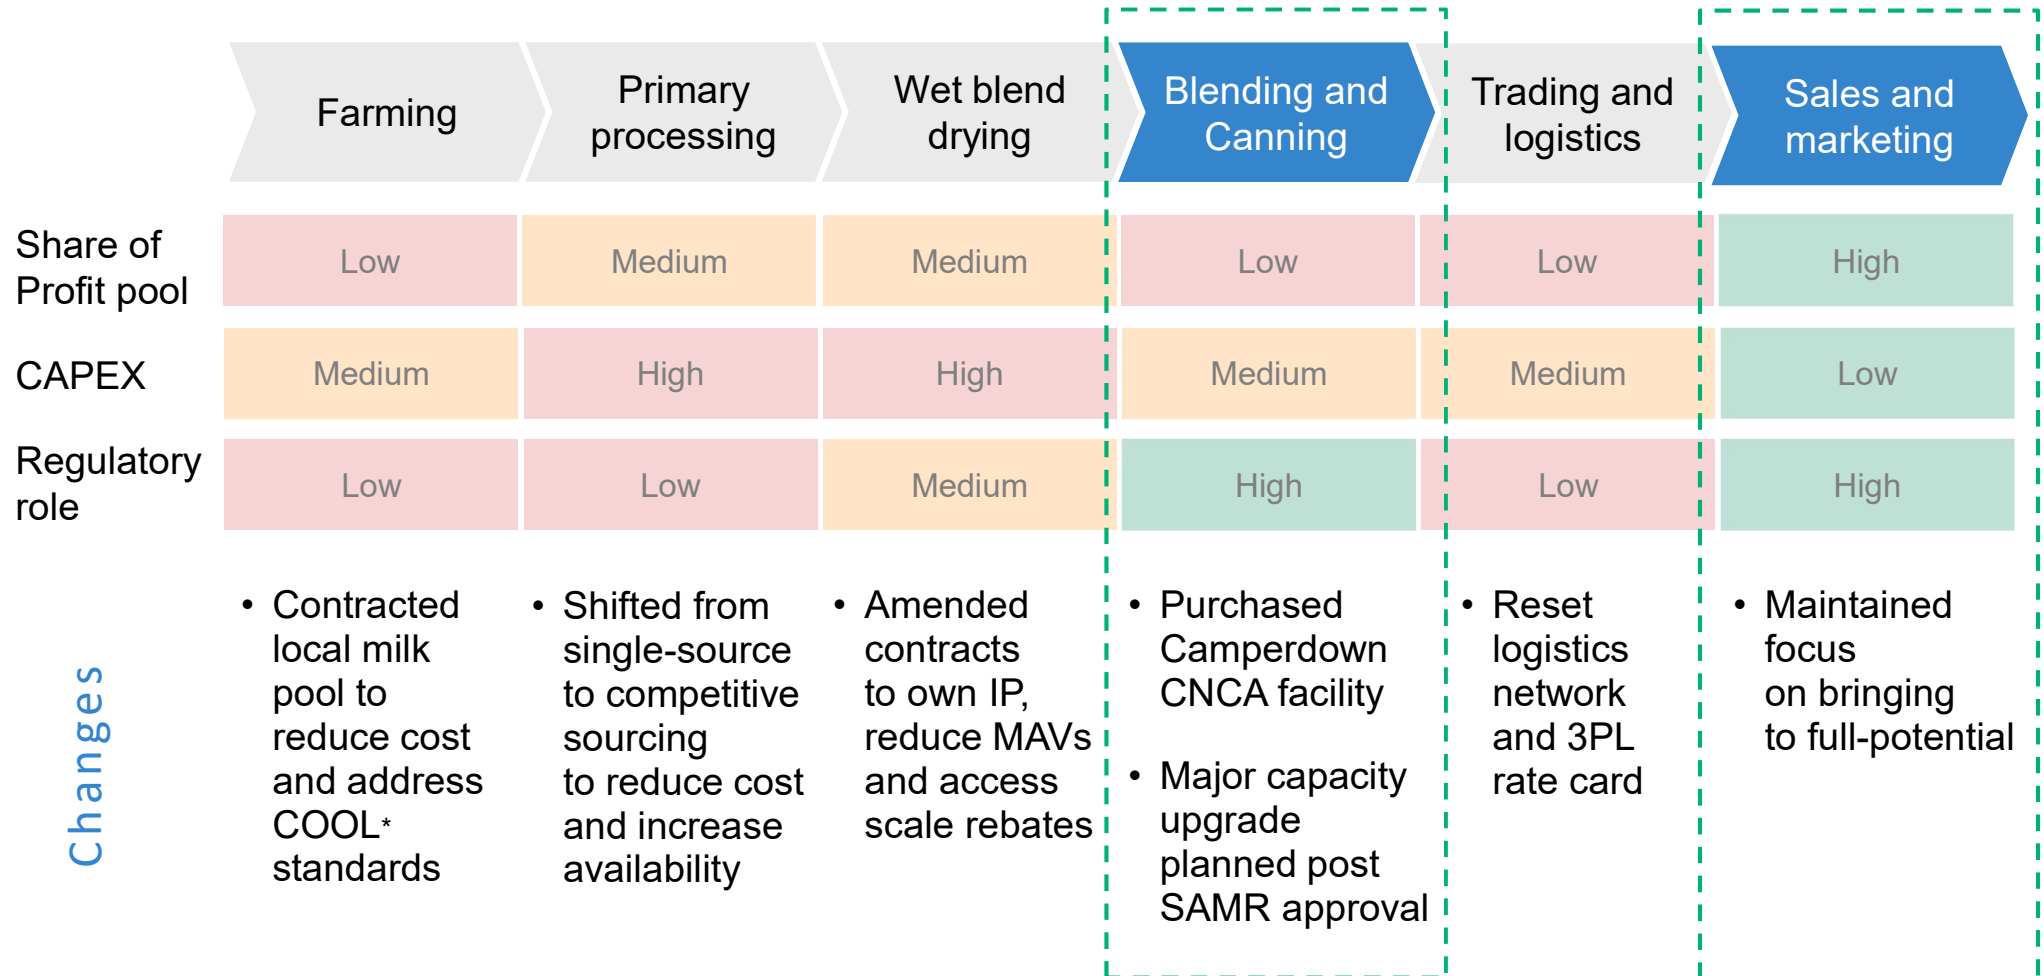 Farming
Primary
processing
Wet blend
drying
Blending and
Canning
Trading and
logistics
Sales and
marketing
Share of
Profit pool
Low
Medium
Medium
Low
Low
High
CAPEX
Medium
High
High
Medium
Medium
Low
Regulatory
role
Low
Low
Medium
High
Low
High
Changes
• Contracted
local milk
pool to
reduce cost
and address
COOL*
standards
• Shifted from
single-source
to competitive
sourcing
to reduce cost
and increase
availability
• Amended
contracts
to own IP,
reduce MAVs
and access
scale rebates
• Purchased
Camperdown
CNCA facility
• Major capacity
upgrade
planned post
SAMR approval
• Reset
logistics
network
and 3PL
rate card
• Maintained
focus
on bringing
to full-potential